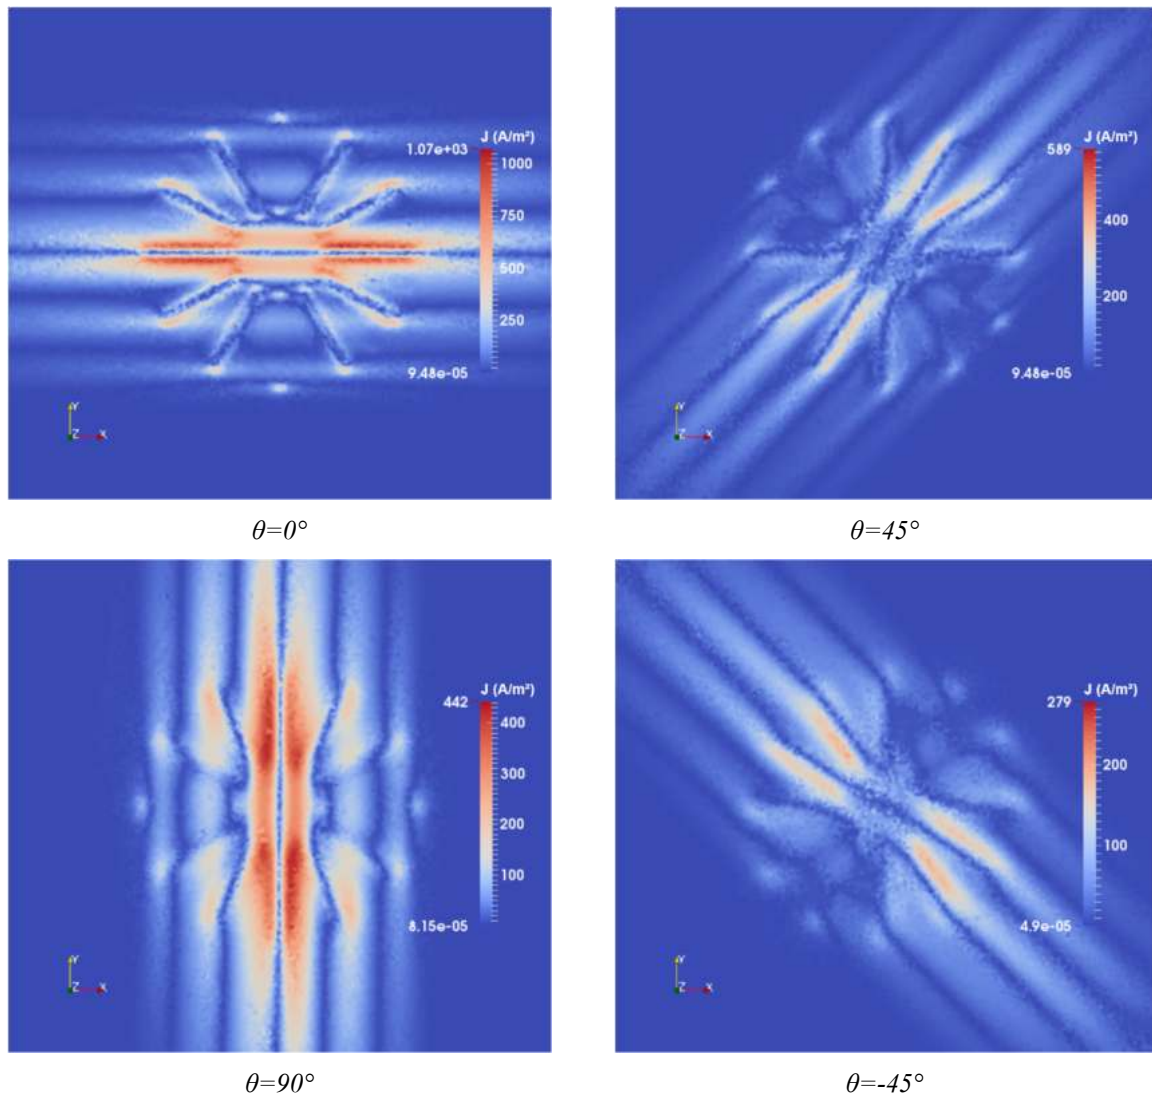 J (A/m²)
1.07e+03
1000
750
500
250
9.48e-05
Y
Z X
θ=0°
J (A/m²)
589
400
200
9.48e-05
Y
Z X
θ=45°
J (A/m²)
442
400
300
200
100
8.15e-05
Y
Z X
θ=90°
J (A/m²)
279
200
100
4.9e-05
Y
Z X
θ=-45°